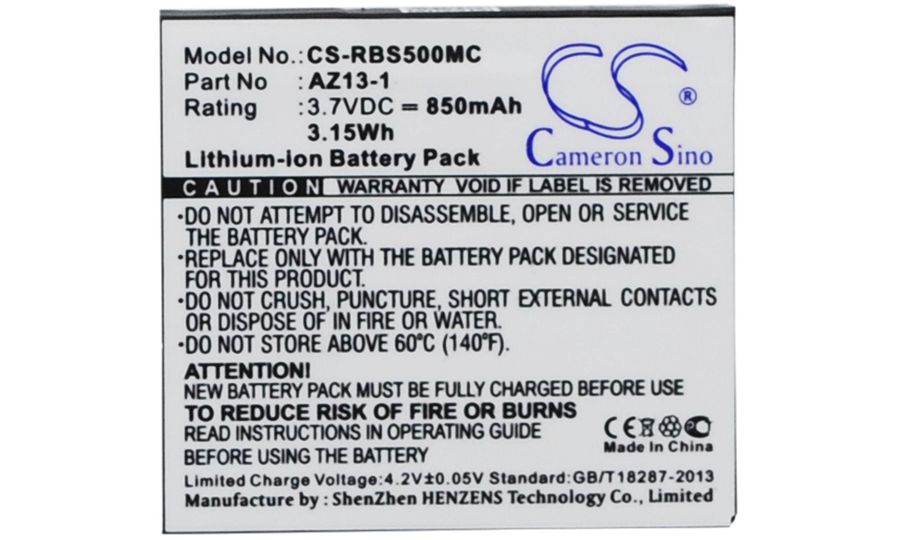 Model No.:CS-RBS500MC
Part No :AZ13-1
Rating :3.7VDC = 850mAh
3.15Wh
Lithium-ion Battery Pack
CS ®
Cameron Sino
CAUTION WARRANTY VOID IF LABEL IS REMOVED.
·DO NOT ATTEMPT TO DISASSEMBLE, OPEN OR SERVICE
THE BATTERY PACK.
·REPLACE ONLY WITH THE BATTERY PACK DESIGNATED
FOR THIS PRODUCT.
·DO NOT CRUSH, PUNCTURE, SHORT EXTERNAL CONTACTS
OR DISPOSE OF IN FIRE OR WATER.
·DO NOT STORE ABOVE 60°C (140°F).
ATTENTION!
NEW BATTERY PACK MUST BE FULLY CHARGED BEFORE USE
TO REDUCE RISK OF FIRE OR BURNS
READ INSTRUCTIONS IN OPERATING GUIDE
BEFORE USING THE BATTERY
CE
Made In China
Limited Charge Voltage:4.2V±0.05V Standard:GB/T18287-2013
Manufacture by : ShenZhen HENZENS Technology Co., Limited